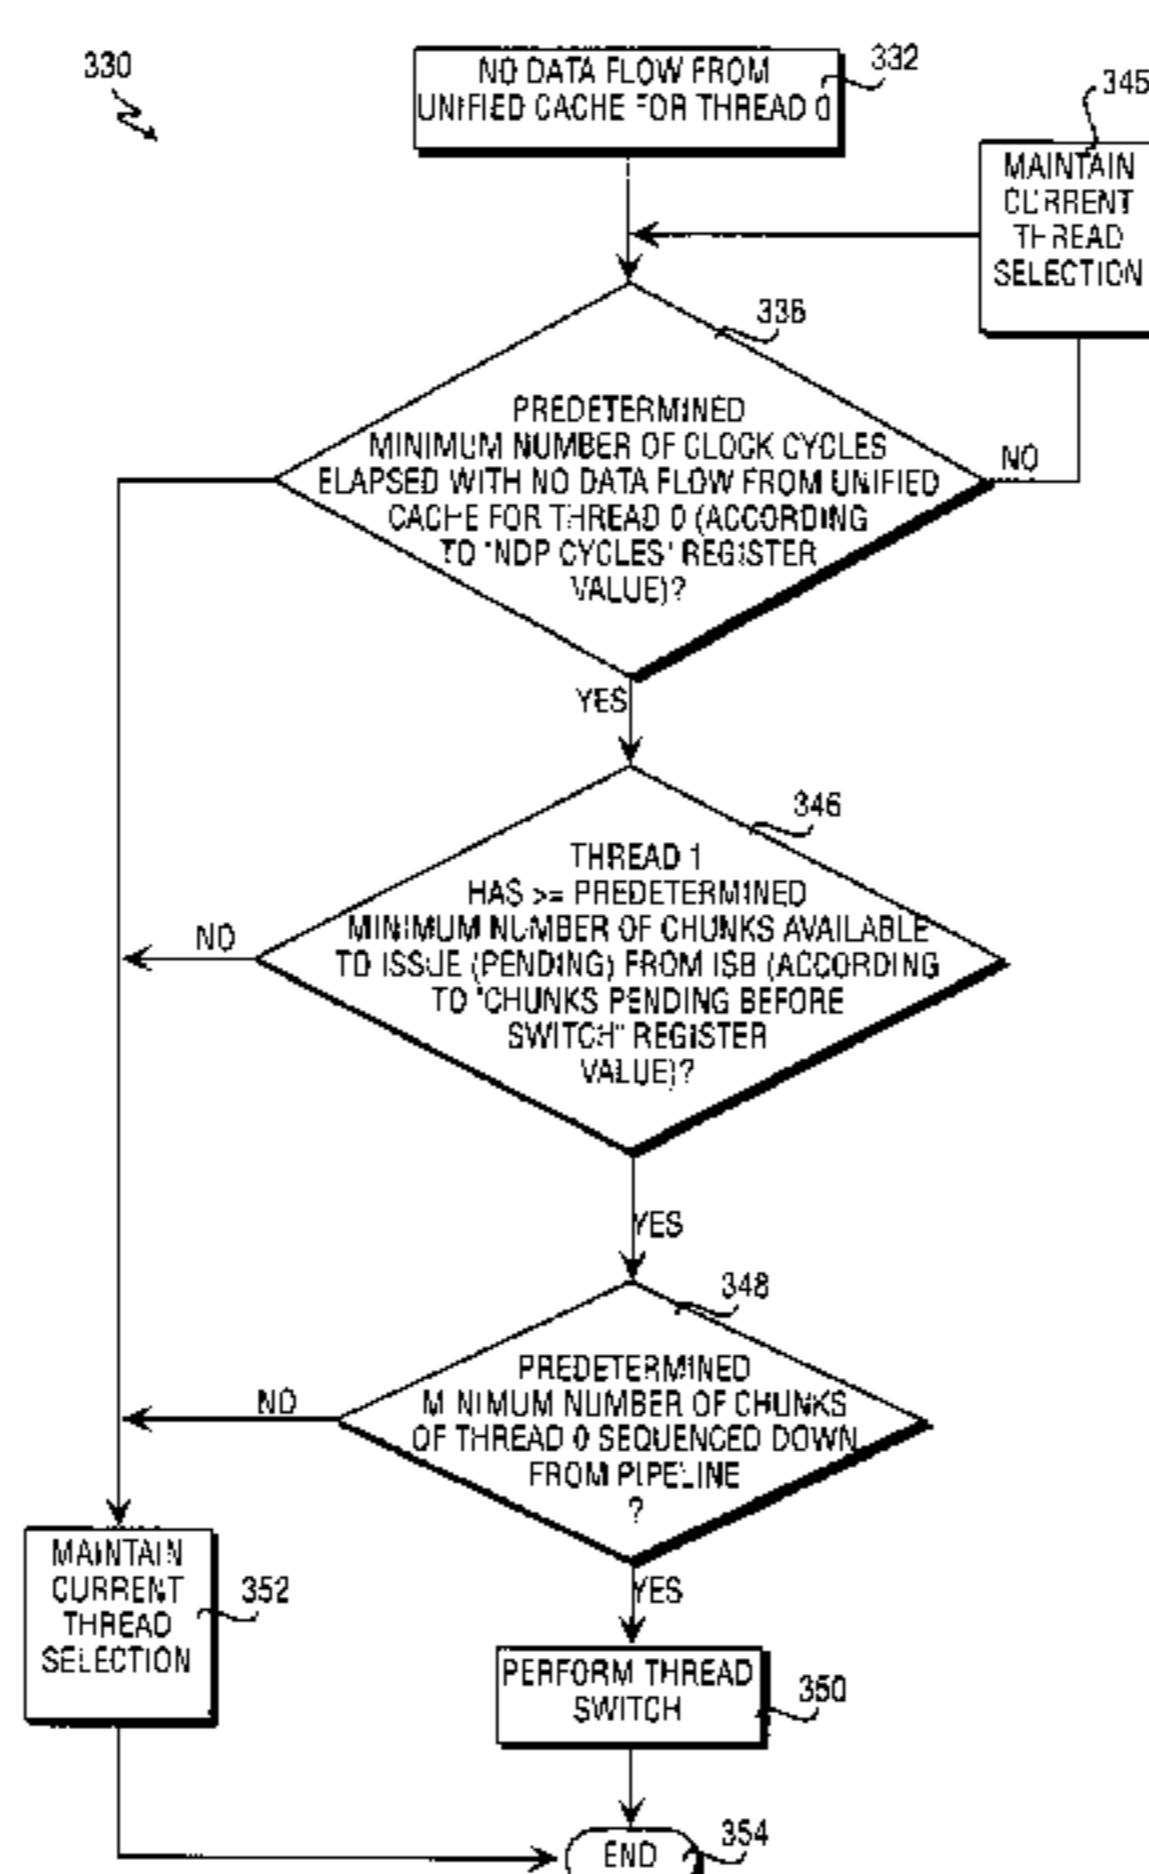 330
NO DATA FLOW FROM
UNIFIED CACHE FOR THREAD 0
332
345
MAINTAIN
CURRENT
THREAD
SELECTION
336
PREDETERMINED
MINIMUM NUMBER OF CLOCK CYCLES
ELAPSED WITH NO DATA FLOW FROM UNIFIED
CACHE FOR THREAD 0 (ACCORDING
TO "NDP CYCLES" REGISTER
VALUE)?
NO
YES
346
THREAD 1
HAS >= PREDETERMINED
MINIMUM NUMBER OF CHUNKS AVAILABLE
TO ISSUE (PENDING) FROM ISB (ACCORDING
TO "CHUNKS PENDING BEFORE
SWITCH" REGISTER
VALUE)?
NO
YES
348
PREDETERMINED
MINIMUM NUMBER OF CHUNKS
OF THREAD 0 SEQUENCED DOWN
FROM PIPELINE
?
NO
YES
MAINTAIN
CURRENT
THREAD
SELECTION
352
PERFORM THREAD
SWITCH
350
END
354